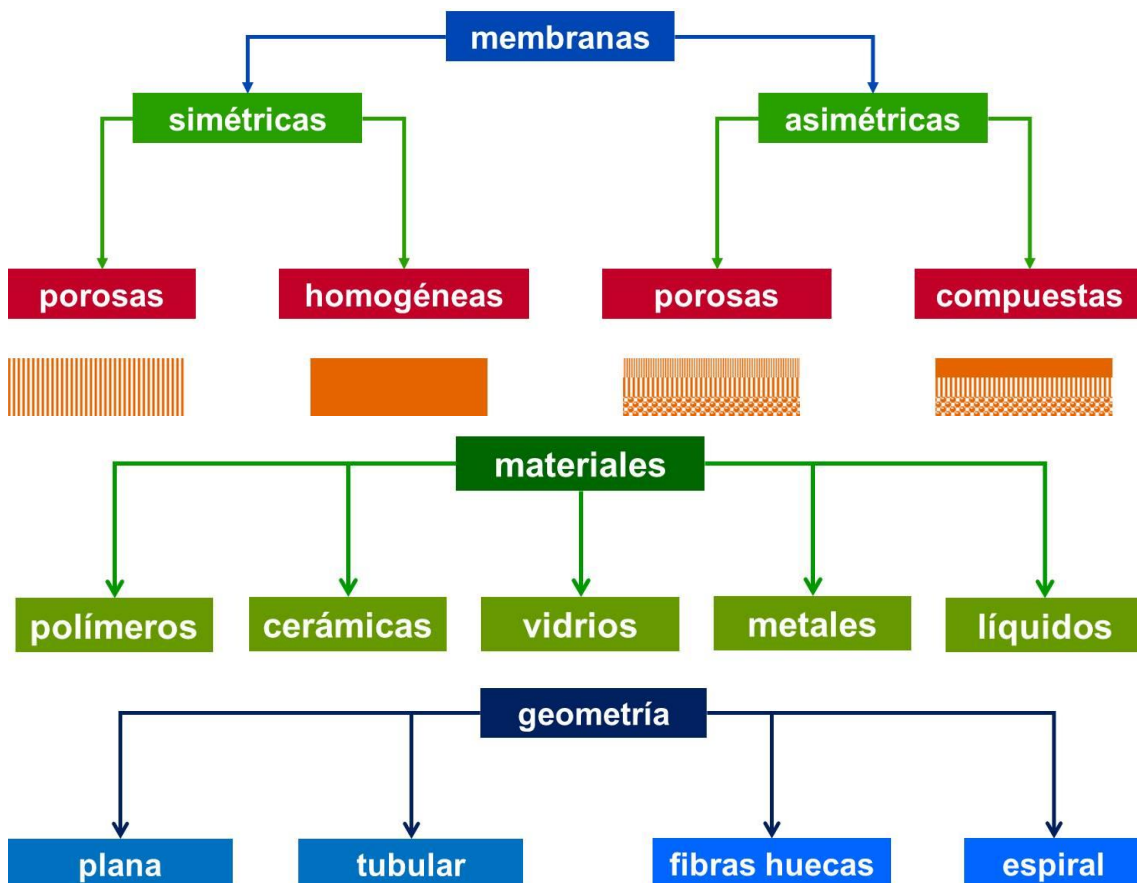 membranas
simétricas
asimétricas
porosas
homogéneas
porosas
compuestas
materiales
polímeros
cerámicas
vidrios
metales
líquidos
geometría
plana
tubular
fibras huecas
espiral